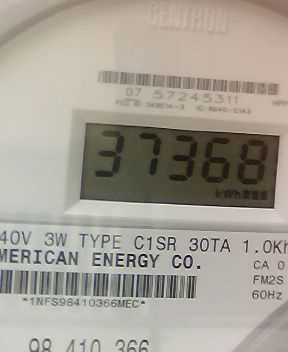 CENTRON
07 57245311
37368
kWh
40V 3W TYPE C1SR 30TA 1.0Kh
MERICAN ENERGY CO.
CA 0
FM2S
60Hz
*1NFS98410366MEC*
98 410 366